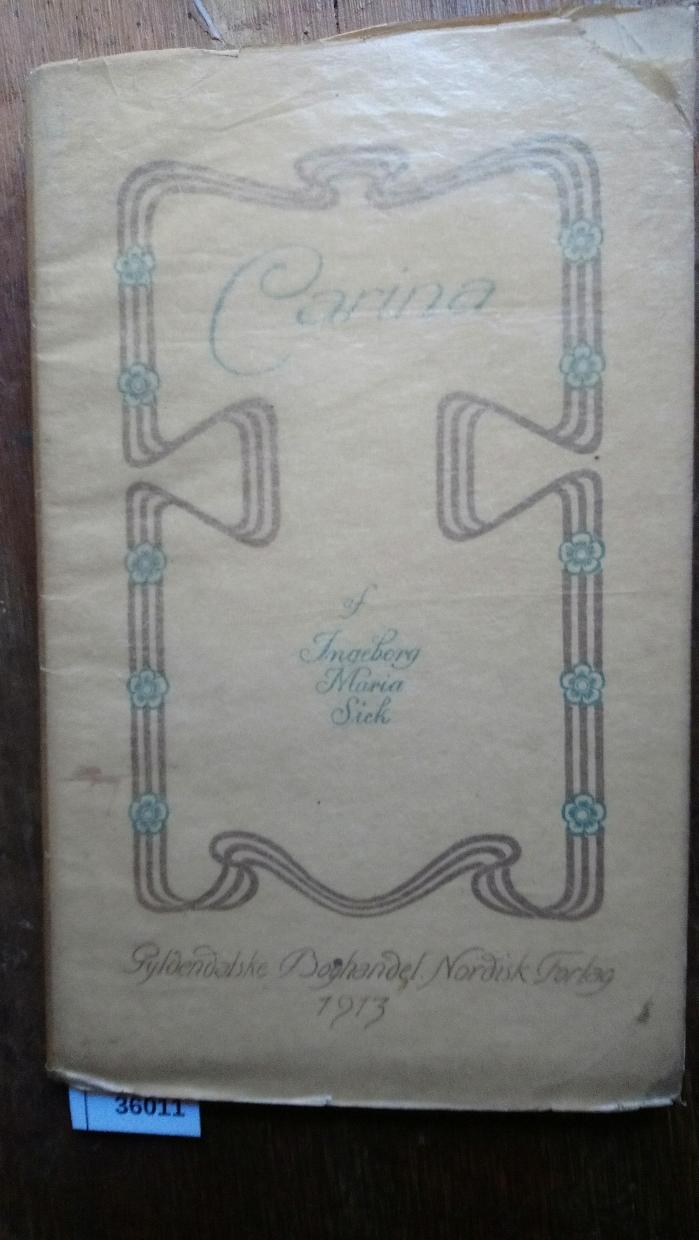 Carina
af
Ingeborg
Maria
Sick
Gyldendalske Boghandel Nordisk Forlag
1913
36011